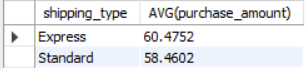 shipping_type AVG(purchase_amount)
Express 60.4752
Standard 58.4602